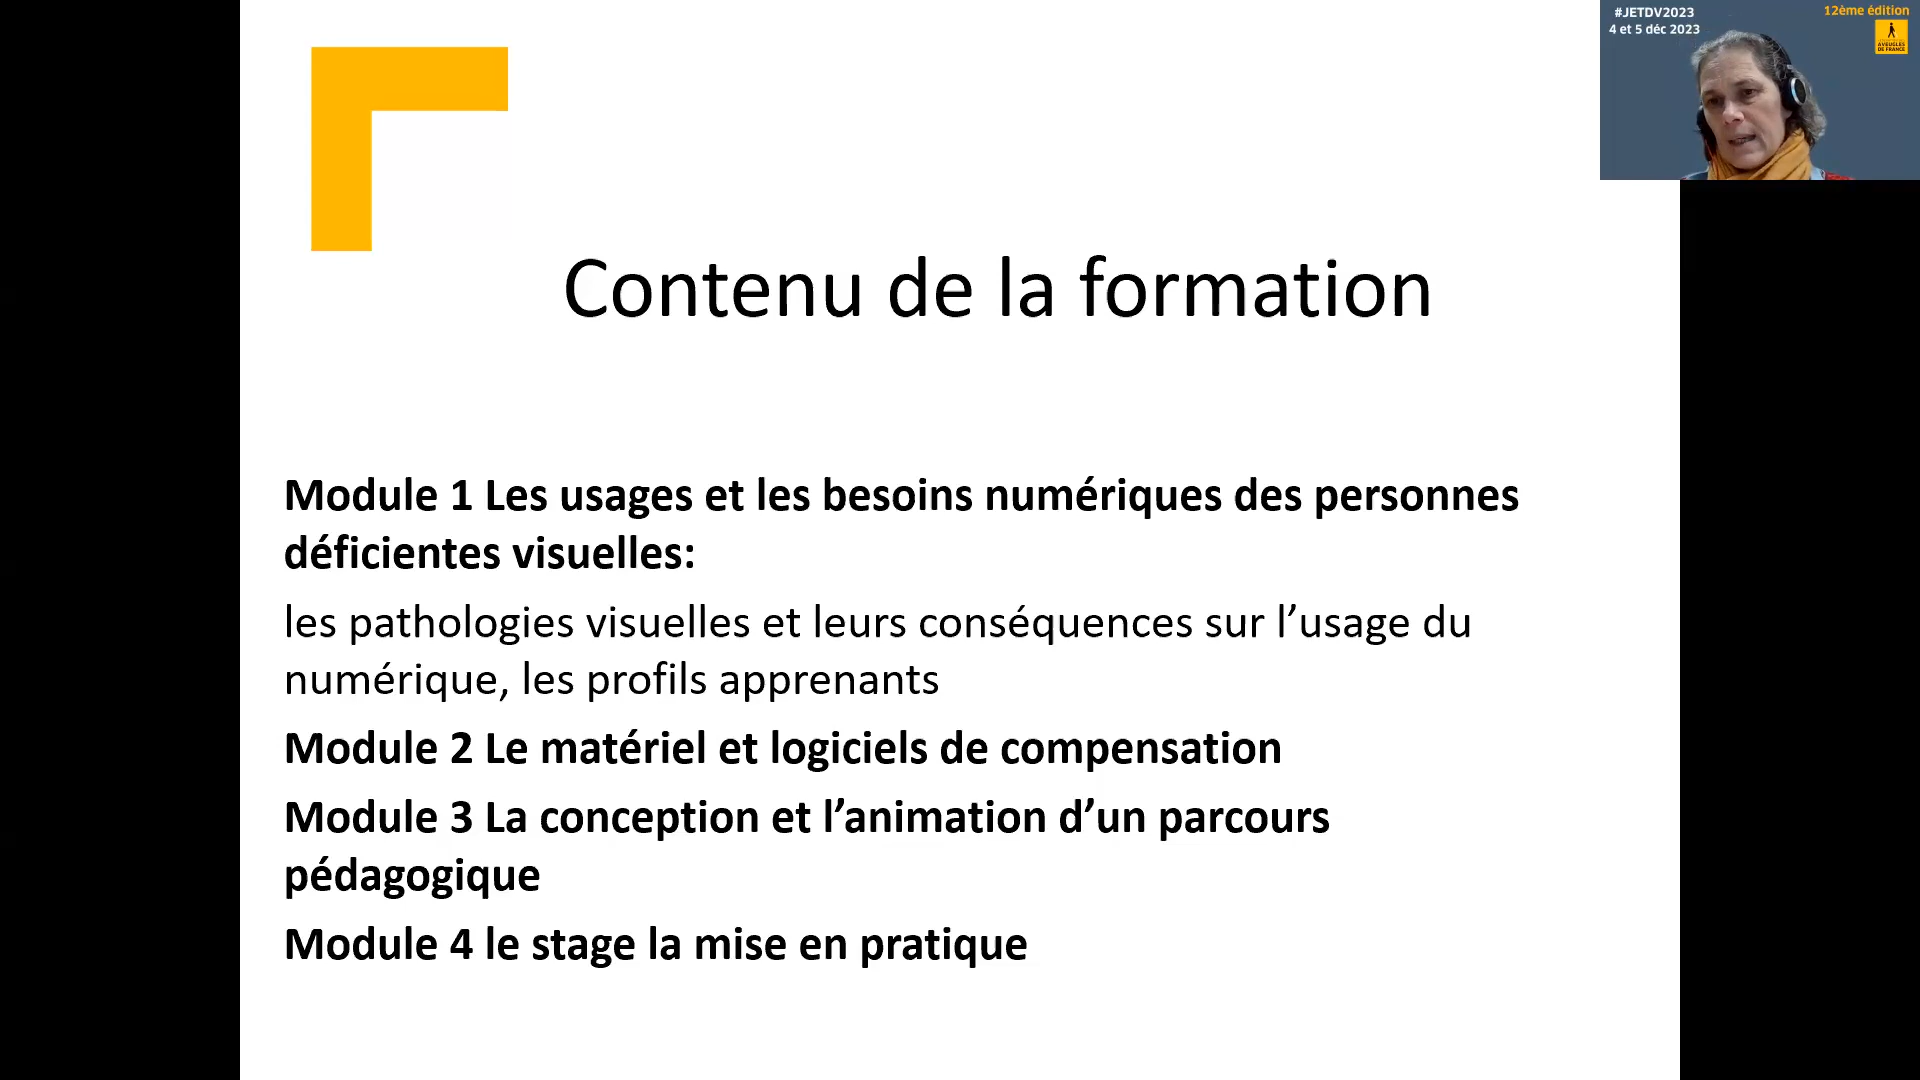 #JETDV2023
4 et 5 déc 2023
12ème édition
AVEUGLES
DE FRANCE
Contenu de la formation
Module 1 Les usages et les besoins numériques des personnes
déficientes visuelles:
les pathologies visuelles et leurs conséquences sur l’usage du
numérique, les profils apprenants
Module 2 Le matériel et logiciels de compensation
Module 3 La conception et l’animation d’un parcours
pédagogique
Module 4 le stage la mise en pratique